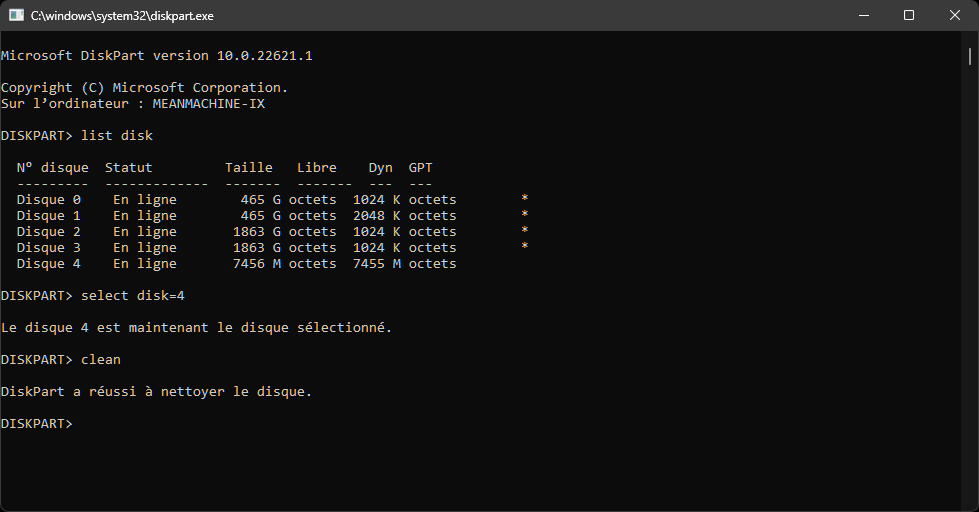 C:\windows\system32\diskpart.exe
Microsoft DiskPart version 10.0.22621.1
Copyright (C) Microsoft Corporation.
Sur l’ordinateur : MEANMACHINE-IX
DISKPART> list disk
  N° disque  Statut         Taille   Libre    Dyn  GPT
  ---------  -------------  -------  -------  ---  ---
  Disque 0    En ligne        465 G octets  1024 K octets        *
  Disque 1    En ligne        465 G octets  2048 K octets        *
  Disque 2    En ligne       1863 G octets  1024 K octets        *
  Disque 3    En ligne       1863 G octets  1024 K octets        *
  Disque 4    En ligne       7456 M octets  7455 M octets
DISKPART> select disk=4
Le disque 4 est maintenant le disque sélectionné.
DISKPART> clean
DiskPart a réussi à nettoyer le disque.
DISKPART>